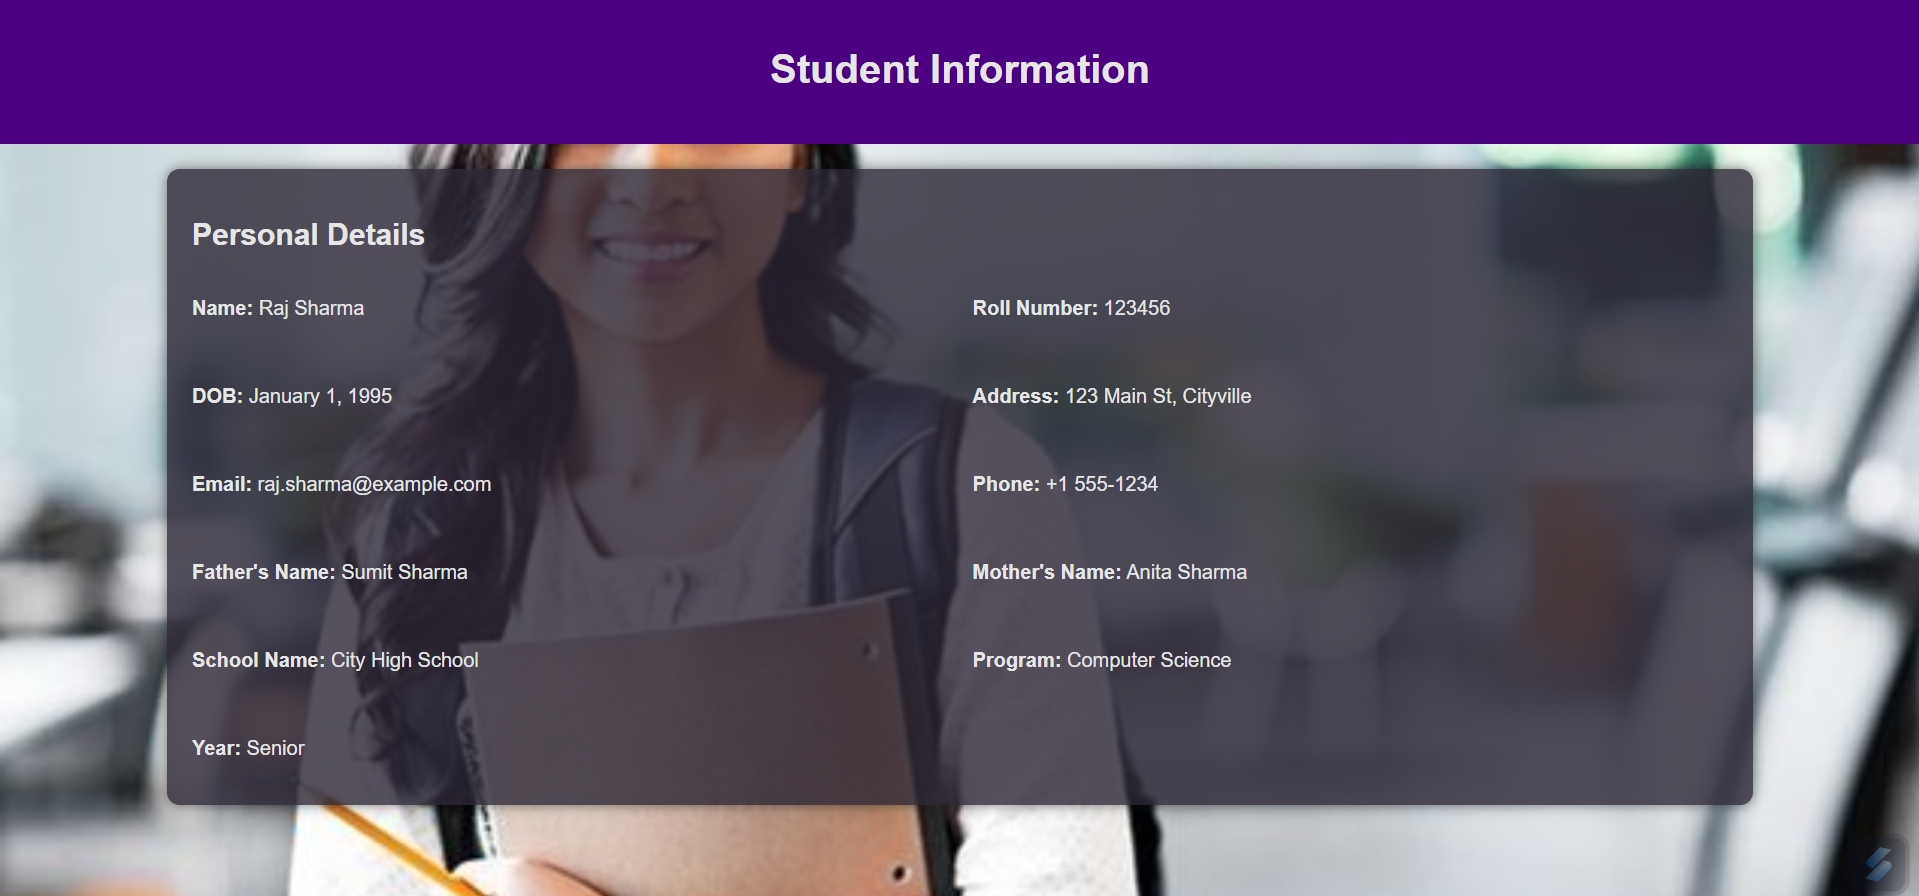 Student Information
Personal Details
Name: Raj Sharma
Roll Number: 123456
DOB: January 1, 1995
Address: 123 Main St, Cityville
Email: raj.sharma@example.com
Phone: +1 555-1234
Father's Name: Sumit Sharma
Mother's Name: Anita Sharma
School Name: City High School
Program: Computer Science
Year: Senior